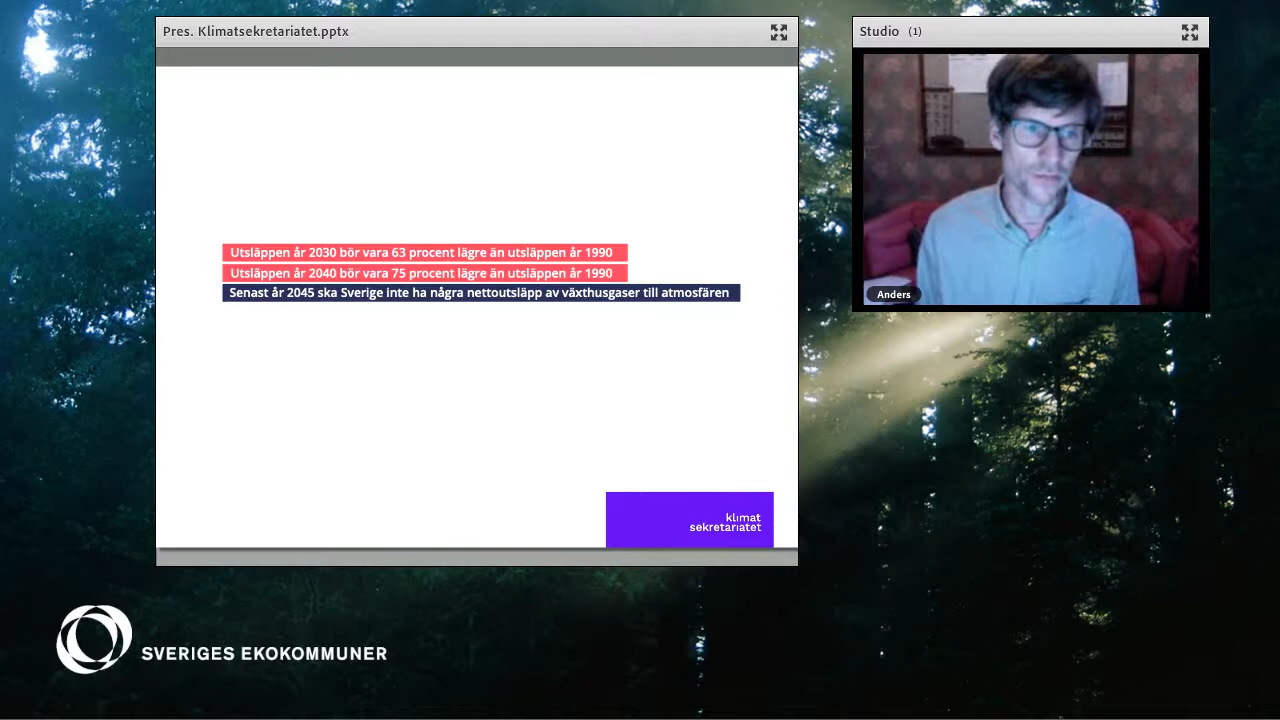 Pres. Klimatsekretariatet.pptx
Studio (1)
Utsläppen år 2030 bör vara 63 procent lägre än utsläppen år 1990
Utsläppen år 2040 bör vara 75 procent lägre än utsläppen år 1990
Senast år 2045 ska Sverige inte ha några nettoutsläpp av växthusgaser till atmosfären
Anders
klimat
sekretariatet
SVERIGES EKOKOMMUNER